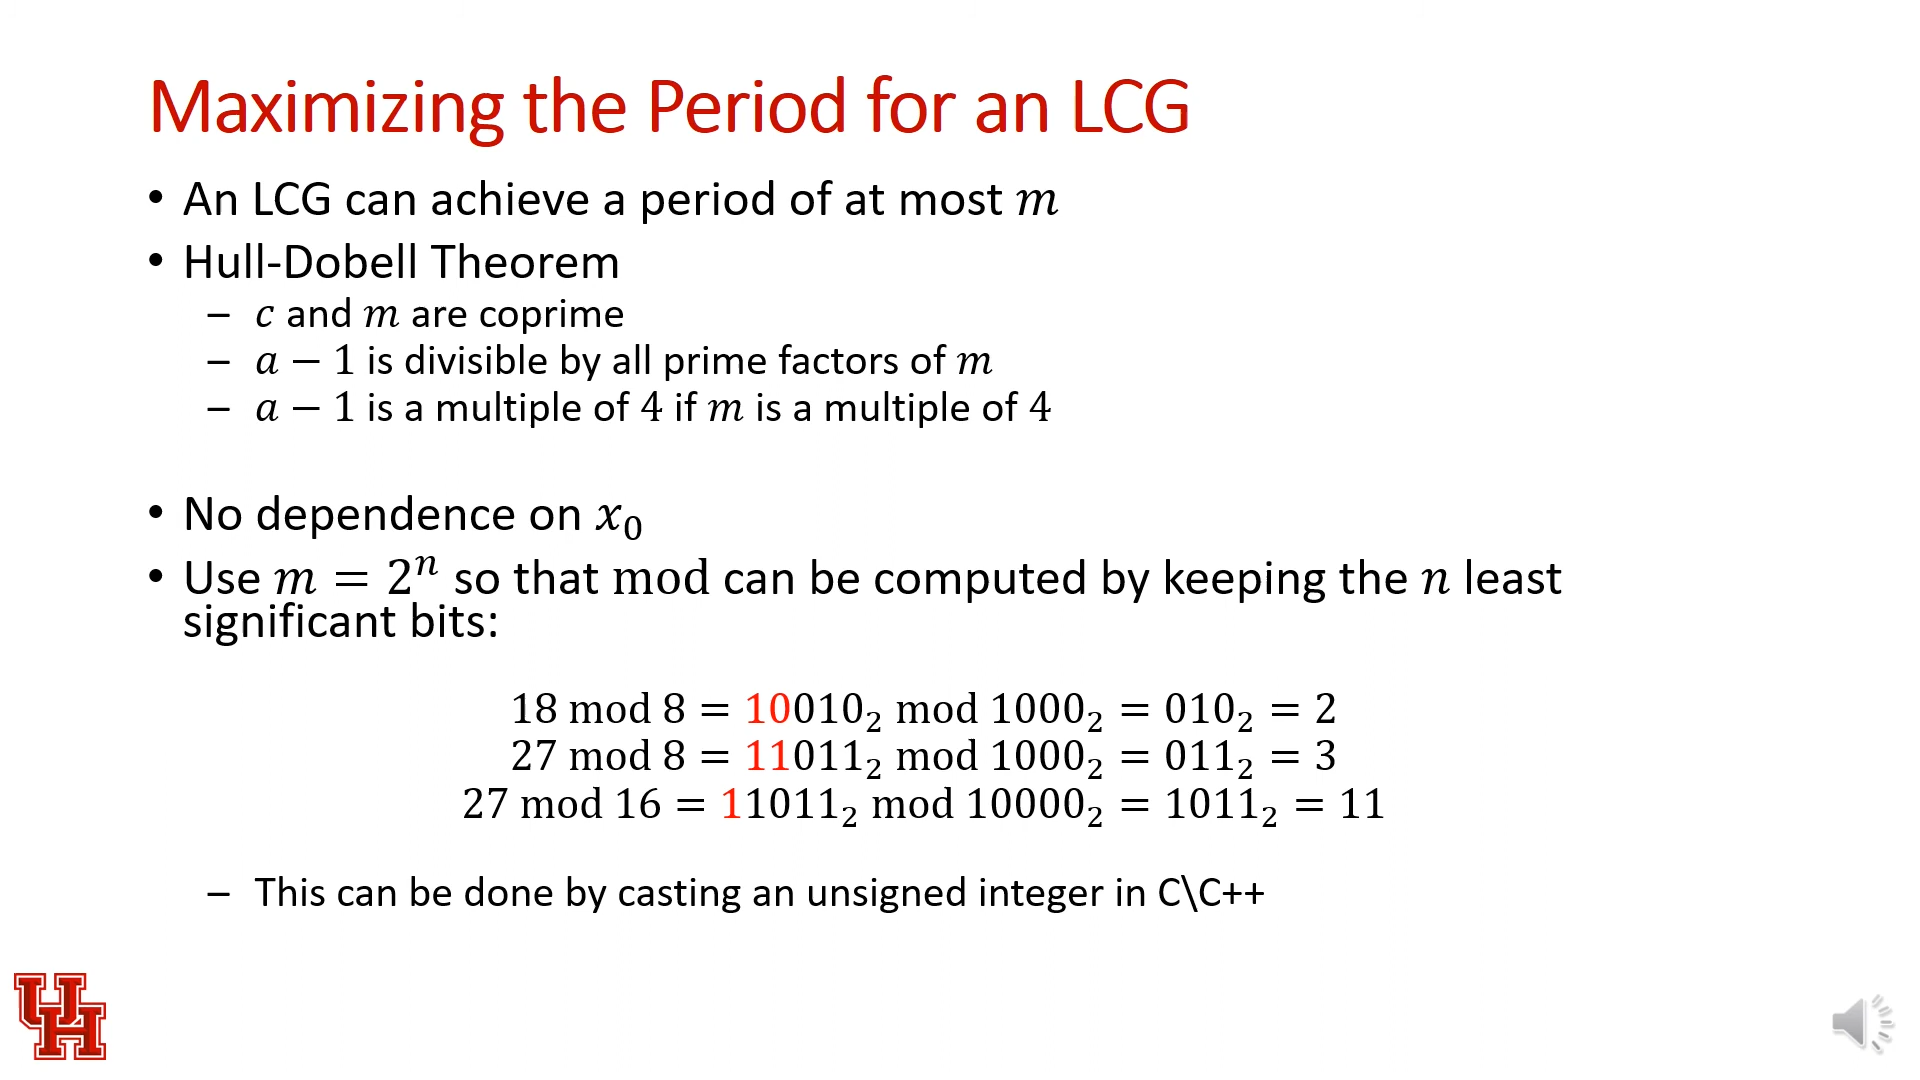 Maximizing the Period for an LCG
• An LCG can achieve a period of at most m
• Hull-Dobell Theorem
– c and m are coprime
– a − 1 is divisible by all prime factors of m
– a − 1 is a multiple of 4 if m is a multiple of 4
• No dependence on x₀
• Use m = 2ⁿ so that mod can be computed by keeping the n least
significant bits:
18 mod 8 = 10010₂ mod 1000₂ = 010₂ = 2
27 mod 8 = 11011₂ mod 1000₂ = 011₂ = 3
27 mod 16 = 11011₂ mod 10000₂ = 1011₂ = 11
– This can be done by casting an unsigned integer in C\C++
UH